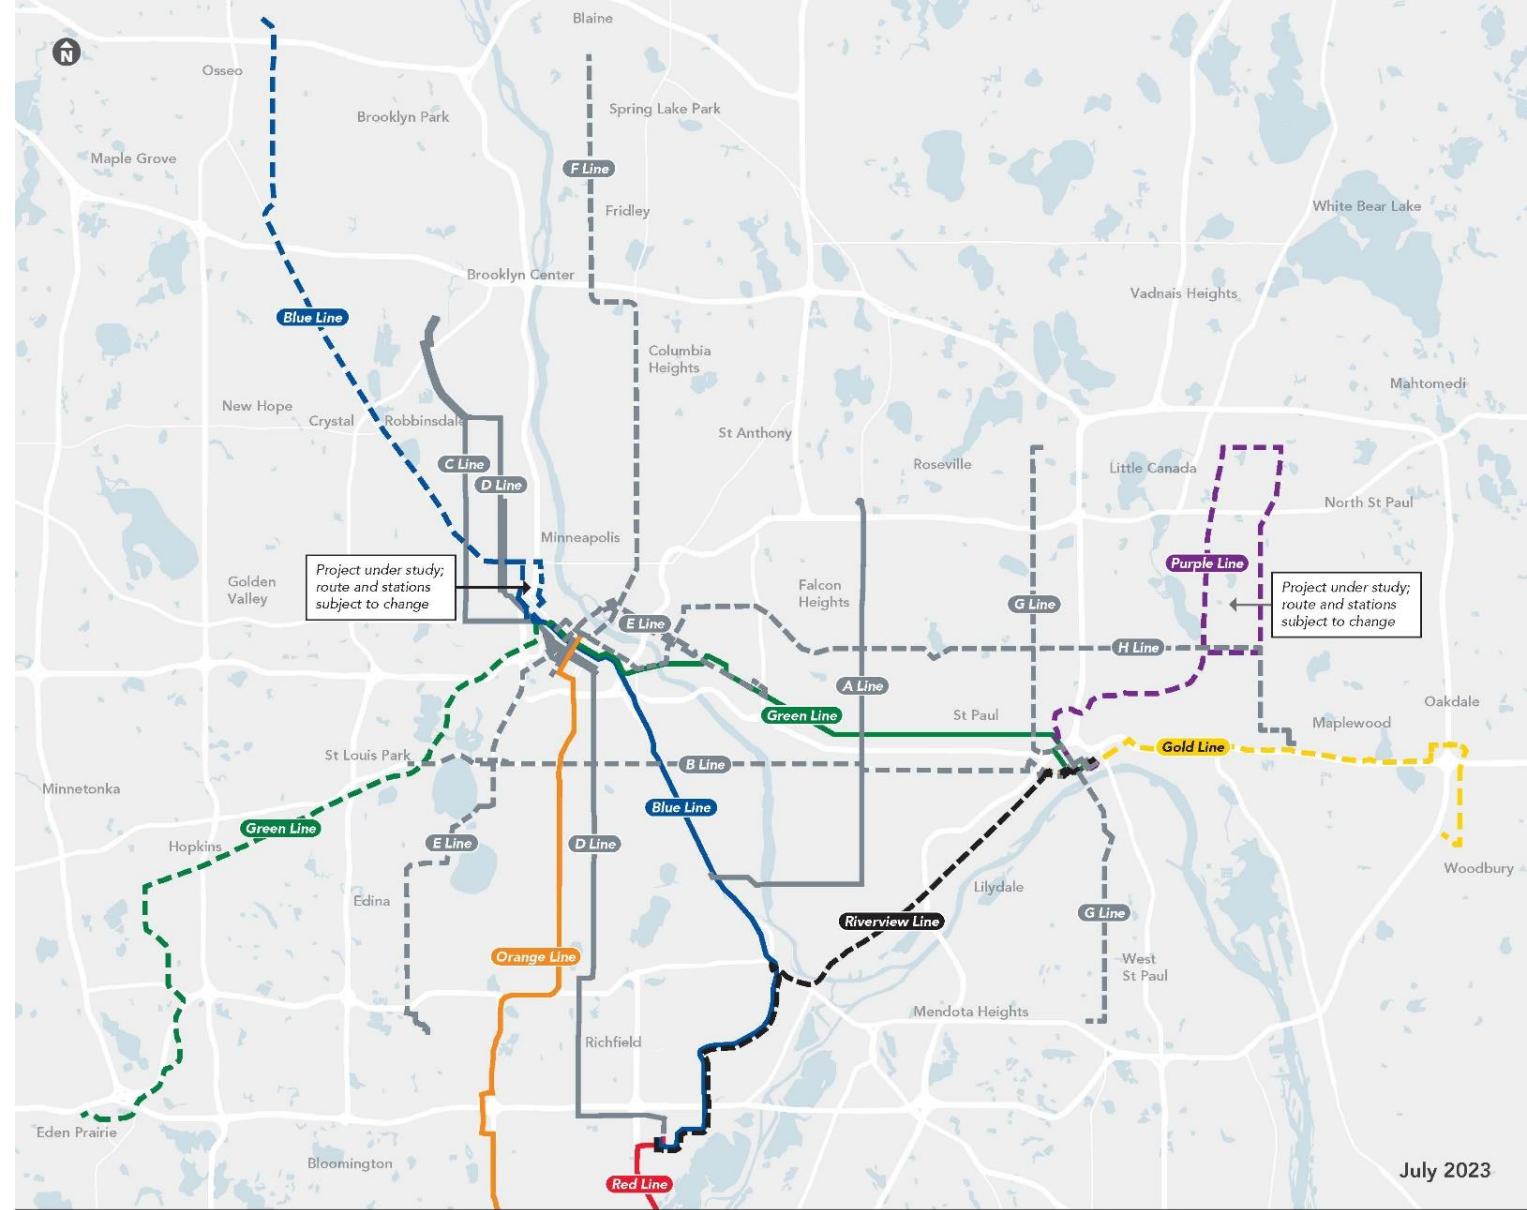 Blaine
N
Osseo
Spring Lake Park
Brooklyn Park
Maple Grove
F Line
White Bear Lake
Fridley
Brooklyn Center
Vadnais Heights
Blue Line
Columbia
Heights
Mahtomedi
New Hope
Crystal
Robbinsdale
St Anthony
C Line
Roseville
Little Canada
D Line
North St Paul
Minneapolis
Purple Line
Project under study;
route and stations
subject to change
Golden
Valley
Falcon
Heights
G Line
Project under study;
route and stations
subject to change
E Line
H Line
A Line
Oakdale
Green Line
St Paul
Maplewood
Gold Line
St Louis Park
B Line
Minnetonka
Blue Line
Green Line
Hopkins
E Line
D Line
Woodbury
Lilydale
Edina
G Line
Riverview Line
Orange Line
West
St Paul
Mendota Heights
Richfield
Eden Prairie
Bloomington
July 2023
Red Line